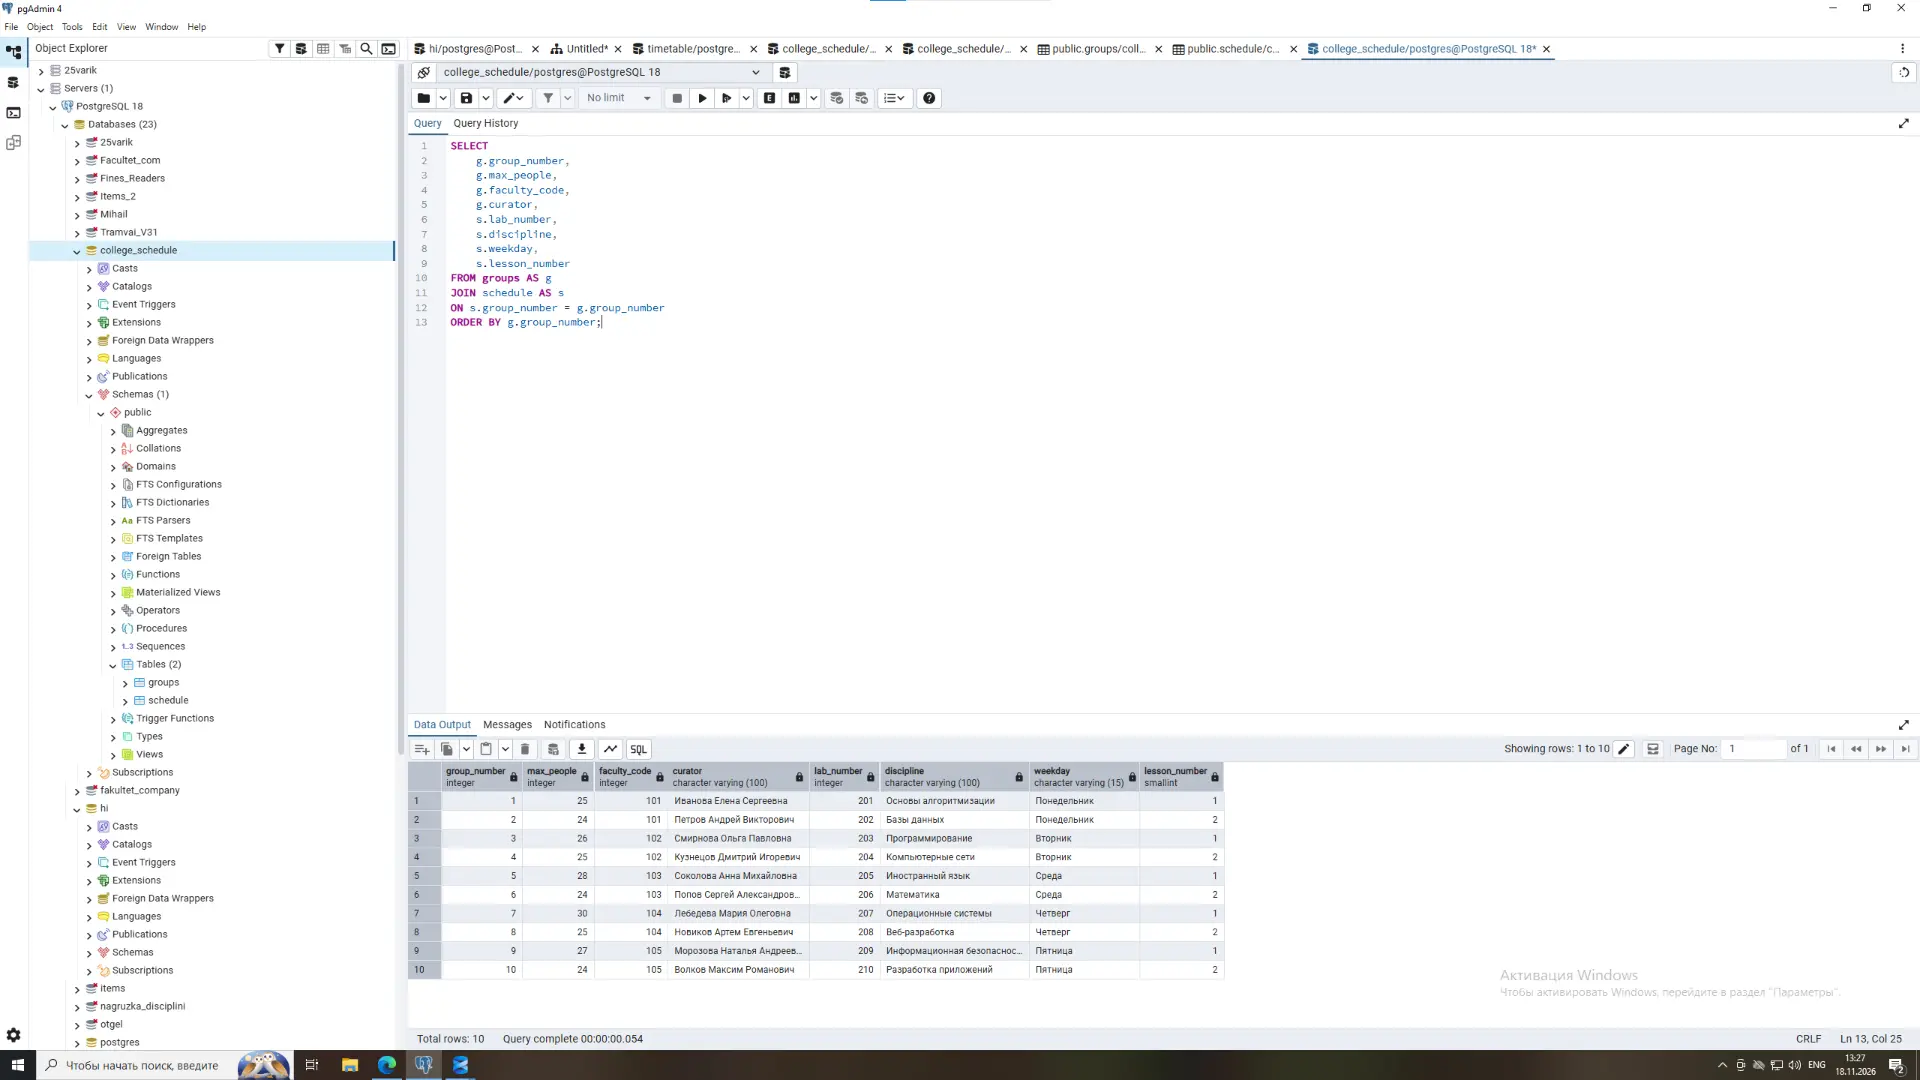 pgAdmin 4
File Object Tools Edit View Window Help
Object Explorer
hi/postgres@Post...
Untitled*
timetable/postgre...
college_schedule/...
college_schedule/...
public.groups/coll...
public.schedule/c...
college_schedule/postgres@PostgreSQL 18*
college_schedule/postgres@PostgreSQL 18
No limit
Query
Query History
25varik
Servers (1)
PostgreSQL 18
Databases (23)
25varik
Facultet_com
Fines_Readers
Items_2
Mihail
Tramvai_V31
college_schedule
Casts
Catalogs
Event Triggers
Extensions
Foreign Data Wrappers
Languages
Publications
Schemas (1)
public
Aggregates
Collations
Domains
FTS Configurations
FTS Dictionaries
FTS Parsers
FTS Templates
Foreign Tables
Functions
Materialized Views
Operators
Procedures
Sequences
Tables (2)
groups
schedule
Trigger Functions
Types
Views
Subscriptions
fakultet_company
hi
Casts
Catalogs
Event Triggers
Extensions
Foreign Data Wrappers
Languages
Publications
Schemas
Subscriptions
items
nagruzka_disciplini
otgel
postgres
1 SELECT
2 g.group_number,
3 g.max_people,
4 g.faculty_code,
5 g.curator,
6 s.lab_number,
7 s.discipline,
8 s.weekday,
9 s.lesson_number
10 FROM groups AS g
11 JOIN schedule AS s
12 ON s.group_number = g.group_number
13 ORDER BY g.group_number;
Data Output
Messages
Notifications
SQL
Showing rows: 1 to 10
Page No: 1 of 1
group_number integer max_people integer faculty_code integer curator character varying (100) lab_number integer discipline character varying (100) weekday character varying (15) lesson_number smallint
1 1 25 101 Иванова Елена Сергеевна 201 Основы алгоритмизации Понедельник 1
2 2 24 101 Петров Андрей Викторович 202 Базы данных Понедельник 2
3 3 26 102 Смирнова Ольга Павловна 203 Программирование Вторник 1
4 4 25 102 Кузнецов Дмитрий Игоревич 204 Компьютерные сети Вторник 2
5 5 28 103 Соколова Анна Михайловна 205 Иностранный язык Среда 1
6 6 24 103 Попов Сергей Александров... 206 Математика Среда 2
7 7 30 104 Лебедева Мария Олеговна 207 Операционные системы Четверг 1
8 8 25 104 Новиков Артем Евгеньевич 208 Веб-разработка Четверг 2
9 9 27 105 Морозова Наталья Андреев... 209 Информационная безопаснос... Пятница 1
10 10 24 105 Волков Максим Романович 210 Разработка приложений Пятница 2
Активация Windows
Чтобы активировать Windows, перейдите в раздел "Параметры".
Total rows: 10
Query complete 00:00:00.054
CRLF
Ln 13, Col 25
Чтобы начать поиск, введите
ENG
13:27
18.11.2026
2